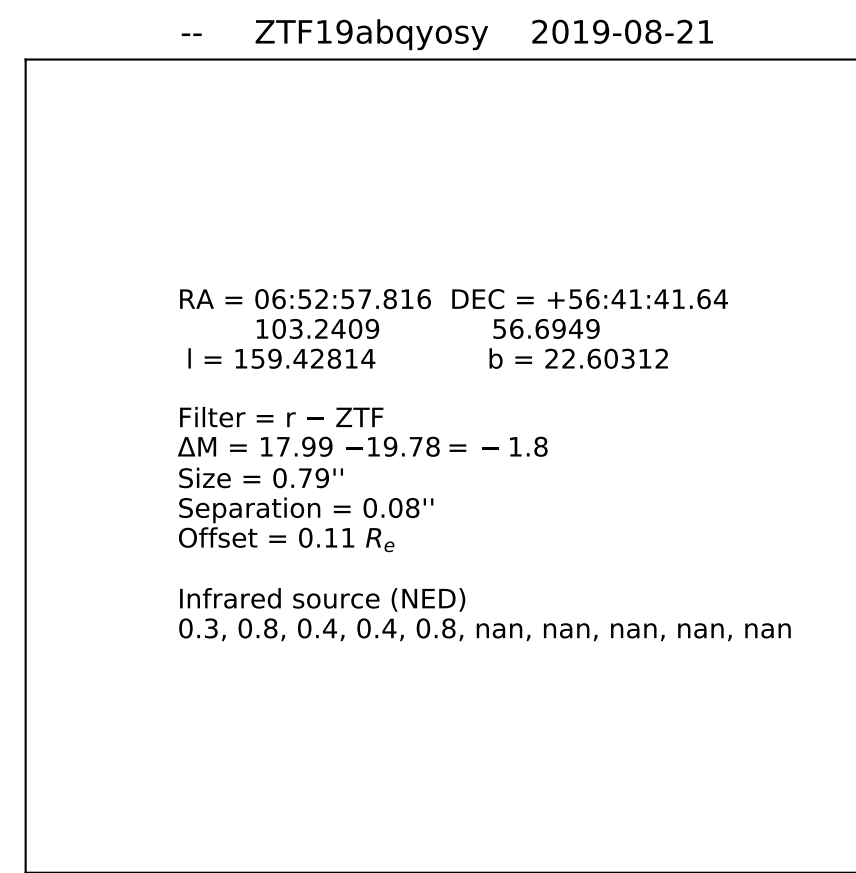 -- ZTF19abqyosy 2019-08-21
RA = 06:52:57.816 DEC = +56:41:41.64
103.2409 56.6949
l = 159.42814 b = 22.60312
Filter = r − ZTF
ΔM = 17.99 −19.78 = − 1.8
Size = 0.79''
Separation = 0.08''
Offset = 0.11 Re
Infrared source (NED)
0.3, 0.8, 0.4, 0.4, 0.8, nan, nan, nan, nan, nan